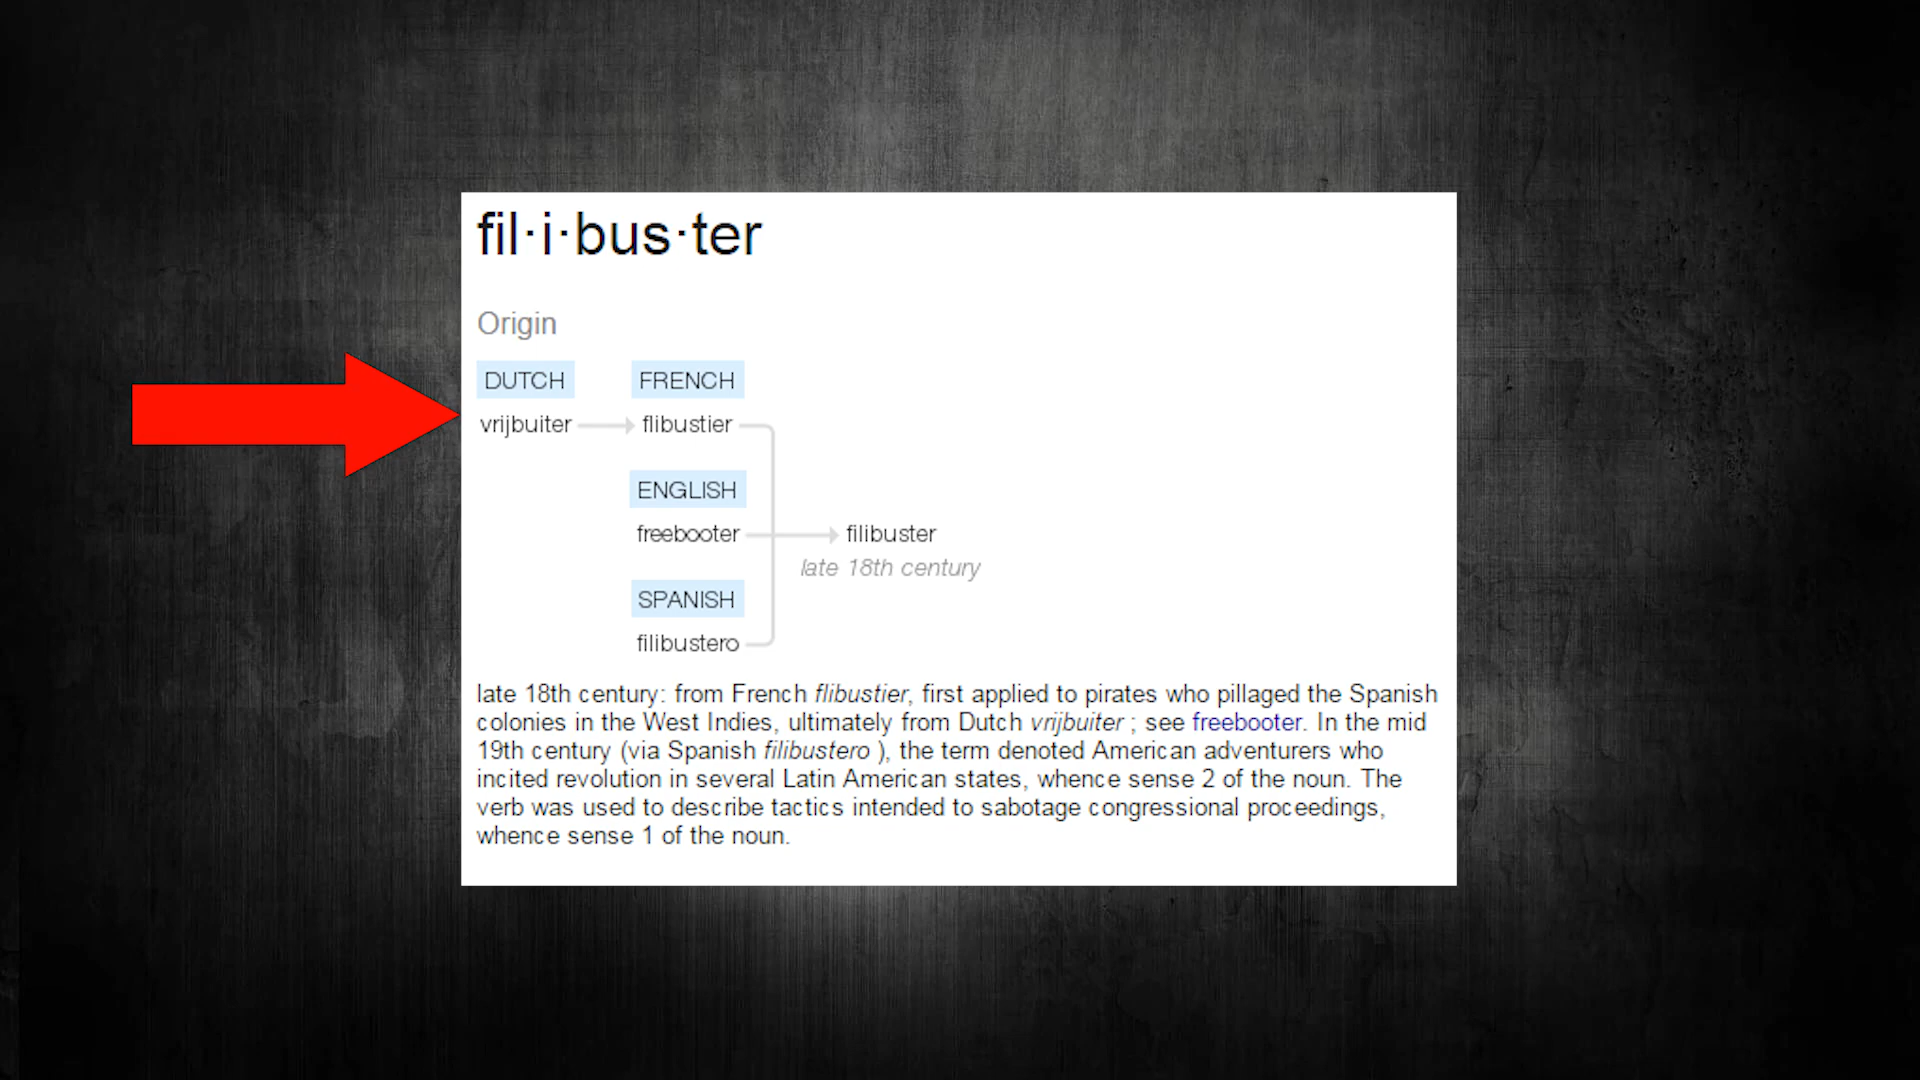 fil·i·bus·ter
Origin
DUTCH FRENCH
vrijbuiter flibustier
ENGLISH
freebooter filibuster
late 18th century
SPANISH
filibustero
late 18th century: from French flibustier, first applied to pirates who pillaged the Spanish
colonies in the West Indies, ultimately from Dutch vrijbuiter ; see freebooter. In the mid
19th century (via Spanish filibustero ), the term denoted American adventurers who
incited revolution in several Latin American states, whence sense 2 of the noun. The
verb was used to describe tactics intended to sabotage congressional proceedings,
whence sense 1 of the noun.